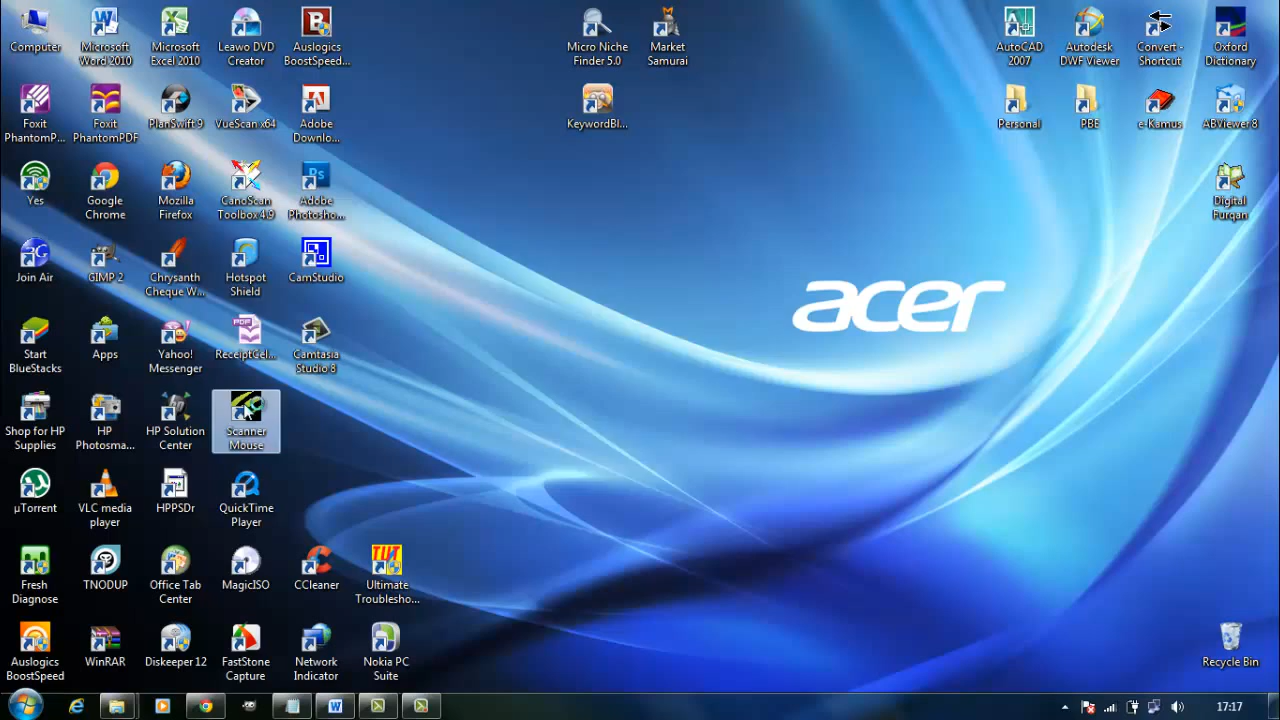 Computer
Microsoft
Word 2010
Microsoft
Excel 2010
Leawo DVD
Creator
Auslogics
BoostSpeed...
Micro Niche
Finder 5.0
Market
Samurai
AutoCAD
2007
Autodesk
DWF Viewer
Convert -
Shortcut
Oxford
Dictionary
Foxit
PhantomP...
Foxit
PhantomPDF
PlanSwift 9
VueScan x64
Adobe
Downlo...
KeywordBl...
Personal
PBE
e-Kamus
ABViewer 8
Yes
Google
Chrome
Mozilla
Firefox
CanoScan
Toolbox 4.9
Ps
Adobe
Photosho...
Digital
Furqan
Join Air
GIMP 2
Chrysanth
Cheque W...
Hotspot
Shield
CamStudio
acer
Start
BlueStacks
Apps
Yahoo!
Messenger
PDF
ReceiptCel...
Camtasia
Studio 8
Shop for HP
Supplies
HP
Photosma...
HP Solution
Center
Scanner
Mouse
µTorrent
VLC media
player
HPPSDr
QuickTime
Player
Fresh
Diagnose
TNODUP
Office Tab
Center
MagicISO
CCleaner
TUT
Ultimate
Troublesho...
Auslogics
BoostSpeed
WinRAR
Diskeeper 12
FastStone
Capture
Network
Indicator
Nokia PC
Suite
Recycle Bin
17:17